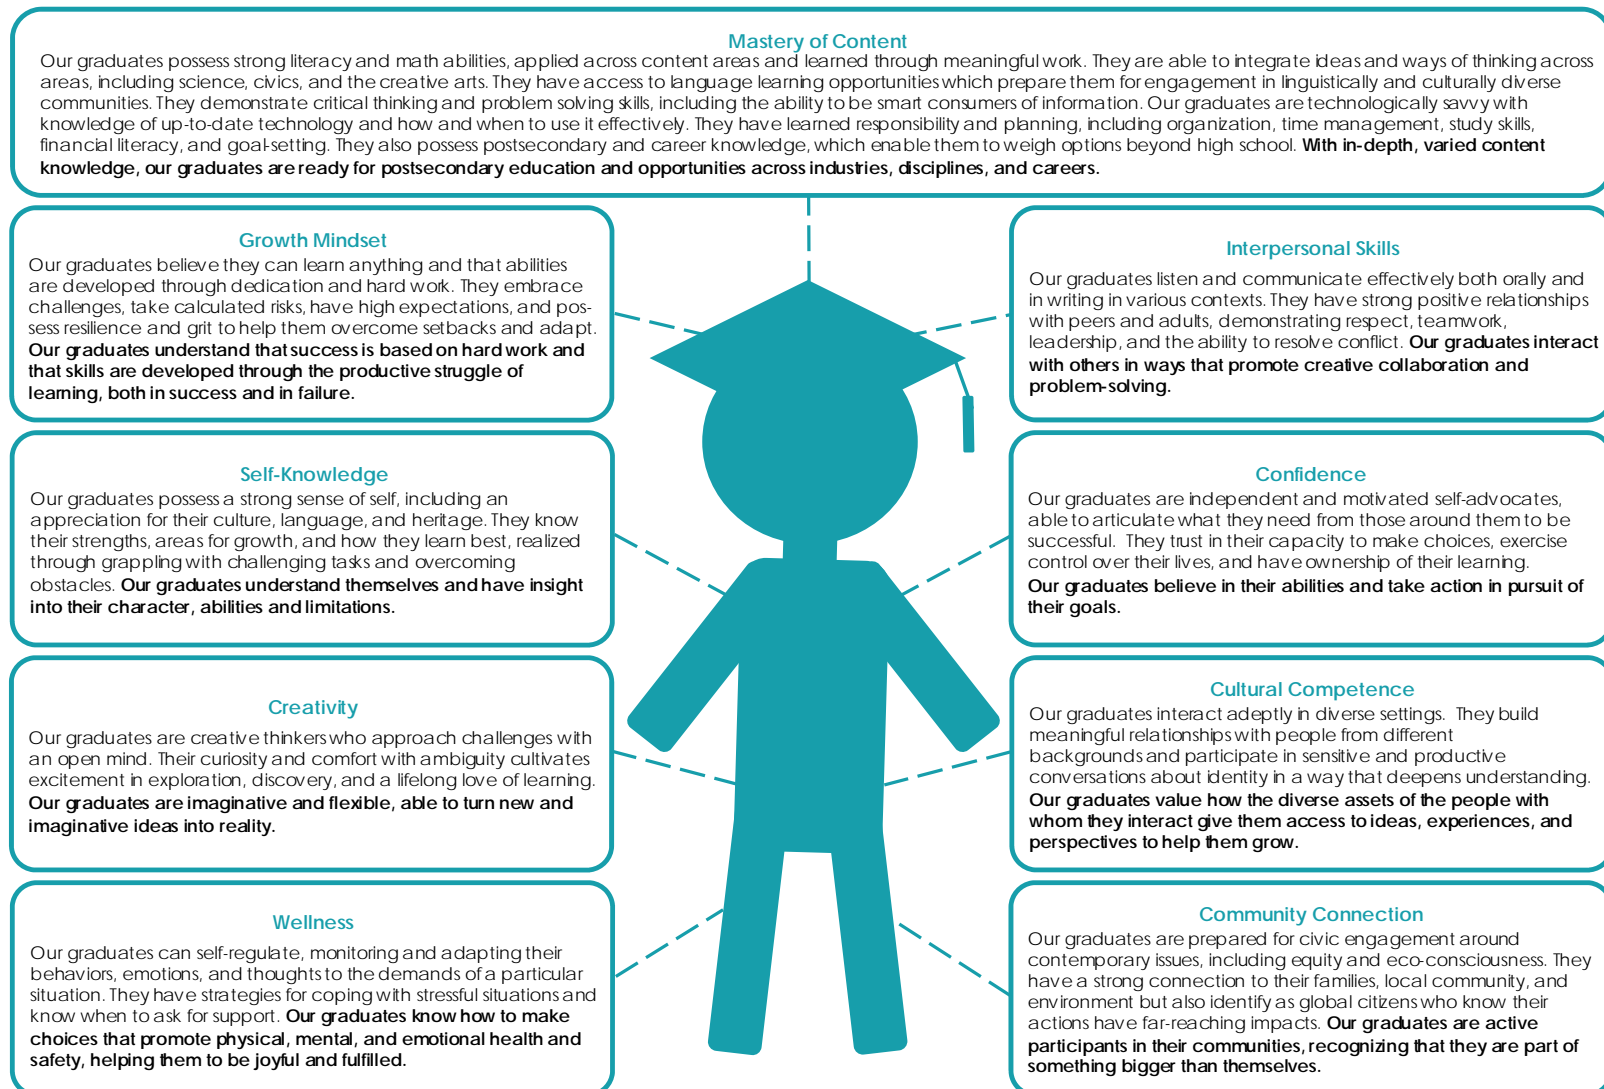 Mastery of Content
Our graduates possess strong literacy and math abilities, applied across content areas and learned through meaningful work. They are able to integrate ideas and ways of thinking across
areas, including science, civics, and the creative arts. They have access to language learning opportunities which prepare them for engagement in linguistically and culturally diverse
communities. They demonstrate critical thinking and problem solving skills, including the ability to be smart consumers of information. Our graduates are technologically savvy with
knowledge of up-to-date technology and how and when to use it effectively. They have learned responsibility and planning, including organization, time management, study skills,
financial literacy, and goal-setting. They also possess postsecondary and career knowledge, which enable them to weigh options beyond high school. With in-depth, varied content
knowledge, our graduates are ready for postsecondary education and opportunities across industries, disciplines, and careers.
Growth Mindset
Our graduates believe they can learn anything and that abilities
are developed through dedication and hard work. They embrace
challenges, take calculated risks, have high expectations, and pos-
sess resilience and grit to help them overcome setbacks and adapt.
Our graduates understand that success is based on hard work and
that skills are developed through the productive struggle of
learning, both in success and in failure.
Interpersonal Skills
Our graduates listen and communicate effectively both orally and
in writing in various contexts. They have strong positive relationships
with peers and adults, demonstrating respect, teamwork,
leadership, and the ability to resolve conflict. Our graduates interact
with others in ways that promote creative collaboration and
problem-solving.
Self-Knowledge
Our graduates possess a strong sense of self, including an
appreciation for their culture, language, and heritage. They know
their strengths, areas for growth, and how they learn best, realized
through grappling with challenging tasks and overcoming
obstacles. Our graduates understand themselves and have insight
into their character, abilities and limitations.
Confidence
Our graduates are independent and motivated self-advocates,
able to articulate what they need from those around them to be
successful. They trust in their capacity to make choices, exercise
control over their lives, and have ownership of their learning.
Our graduates believe in their abilities and take action in pursuit of
their goals.
Creativity
Our graduates are creative thinkers who approach challenges with
an open mind. Their curiosity and comfort with ambiguity cultivates
excitement in exploration, discovery, and a lifelong love of learning.
Our graduates are imaginative and flexible, able to turn new and
imaginative ideas into reality.
Cultural Competence
Our graduates interact adeptly in diverse settings. They build
meaningful relationships with people from different
backgrounds and participate in sensitive and productive
conversations about identity in a way that deepens understanding.
Our graduates value how the diverse assets of the people with
whom they interact give them access to ideas, experiences, and
perspectives to help them grow.
Wellness
Our graduates can self-regulate, monitoring and adapting their
behaviors, emotions, and thoughts to the demands of a particular
situation. They have strategies for coping with stressful situations and
know when to ask for support. Our graduates know how to make
choices that promote physical, mental, and emotional health and
safety, helping them to be joyful and fulfilled.
Community Connection
Our graduates are prepared for civic engagement around
contemporary issues, including equity and eco-consciousness. They
have a strong connection to their families, local community, and
environment but also identify as global citizens who know their
actions have far-reaching impacts. Our graduates are active
participants in their communities, recognizing that they are part of
something bigger than themselves.